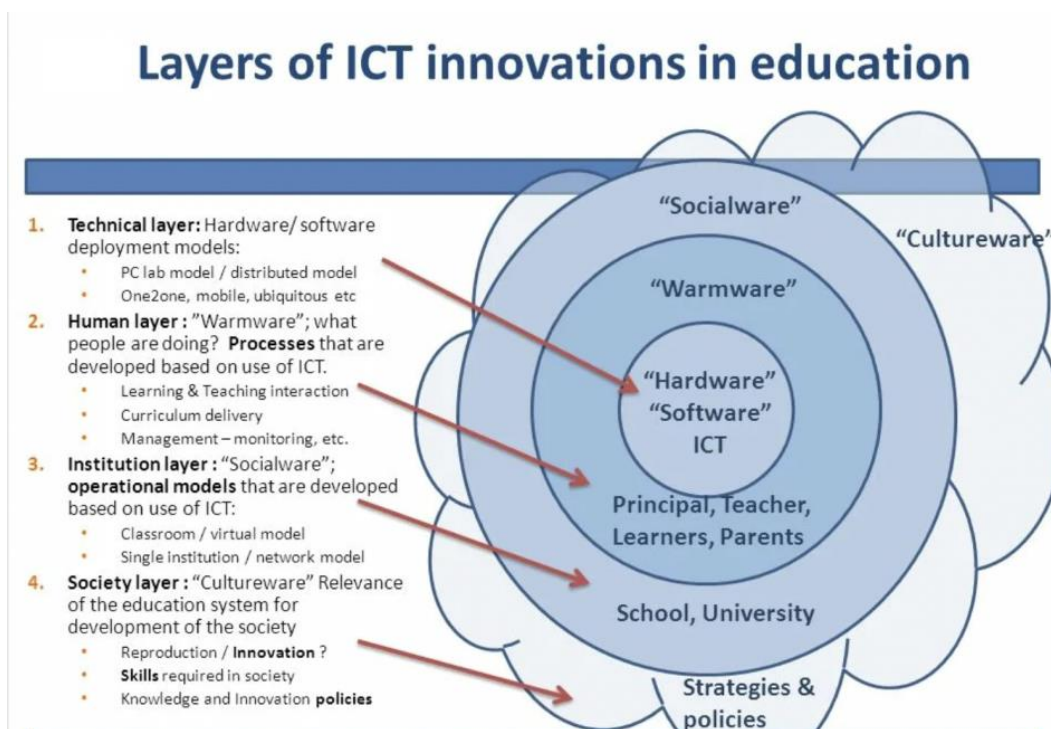 Layers of ICT innovations in education
1. Technical layer: Hardware/ software
deployment models:
• PC lab model / distributed model
• One2one, mobile, ubiquitous etc
2. Human layer : "Warmware"; what
people are doing? Processes that are
developed based on use of ICT.
• Learning & Teaching interaction
• Curriculum delivery
• Management – monitoring, etc.
3. Institution layer : "Socialware";
operational models that are developed
based on use of ICT:
• Classroom / virtual model
• Single institution / network model
4. Society layer : "Cultureware" Relevance
of the education system for
development of the society
• Reproduction / Innovation ?
• Skills required in society
• Knowledge and Innovation policies
"Socialware"
"Cultureware"
"Warmware"
"Hardware"
"Software"
ICT
Principal, Teacher,
Learners, Parents
School, University
Strategies &
policies